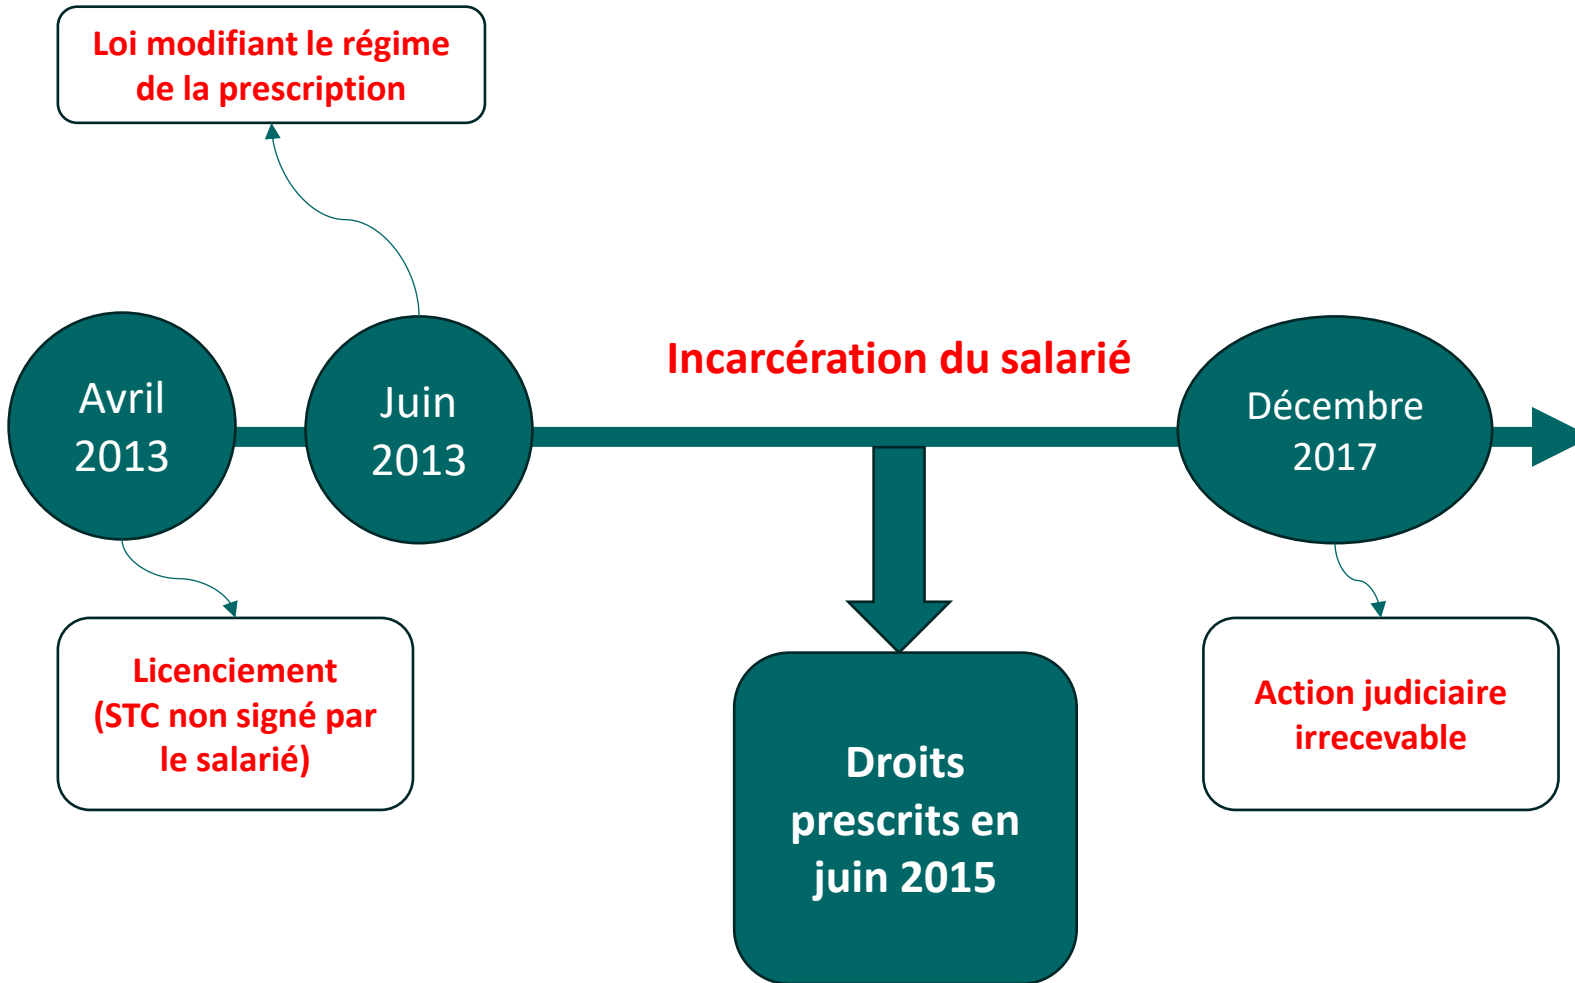 Loi modifiant le régime
de la prescription
Avril
2013
Juin
2013
Incarcération du salarié
Décembre
2017
Licenciement
(STC non signé par
le salarié)
Droits
prescrits en
juin 2015
Action judiciaire
irrecevable